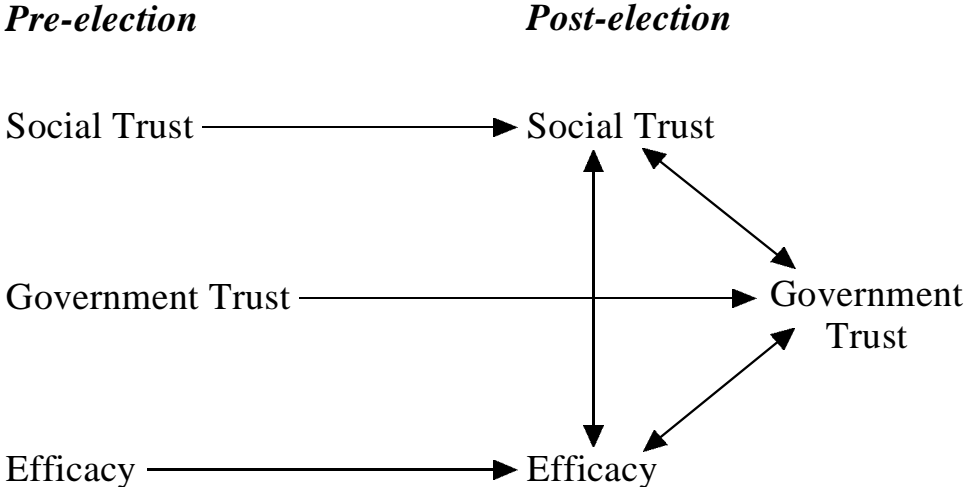 Pre-election
Post-election
Social Trust
Social Trust
Government Trust
Government
Trust
Efficacy
Efficacy